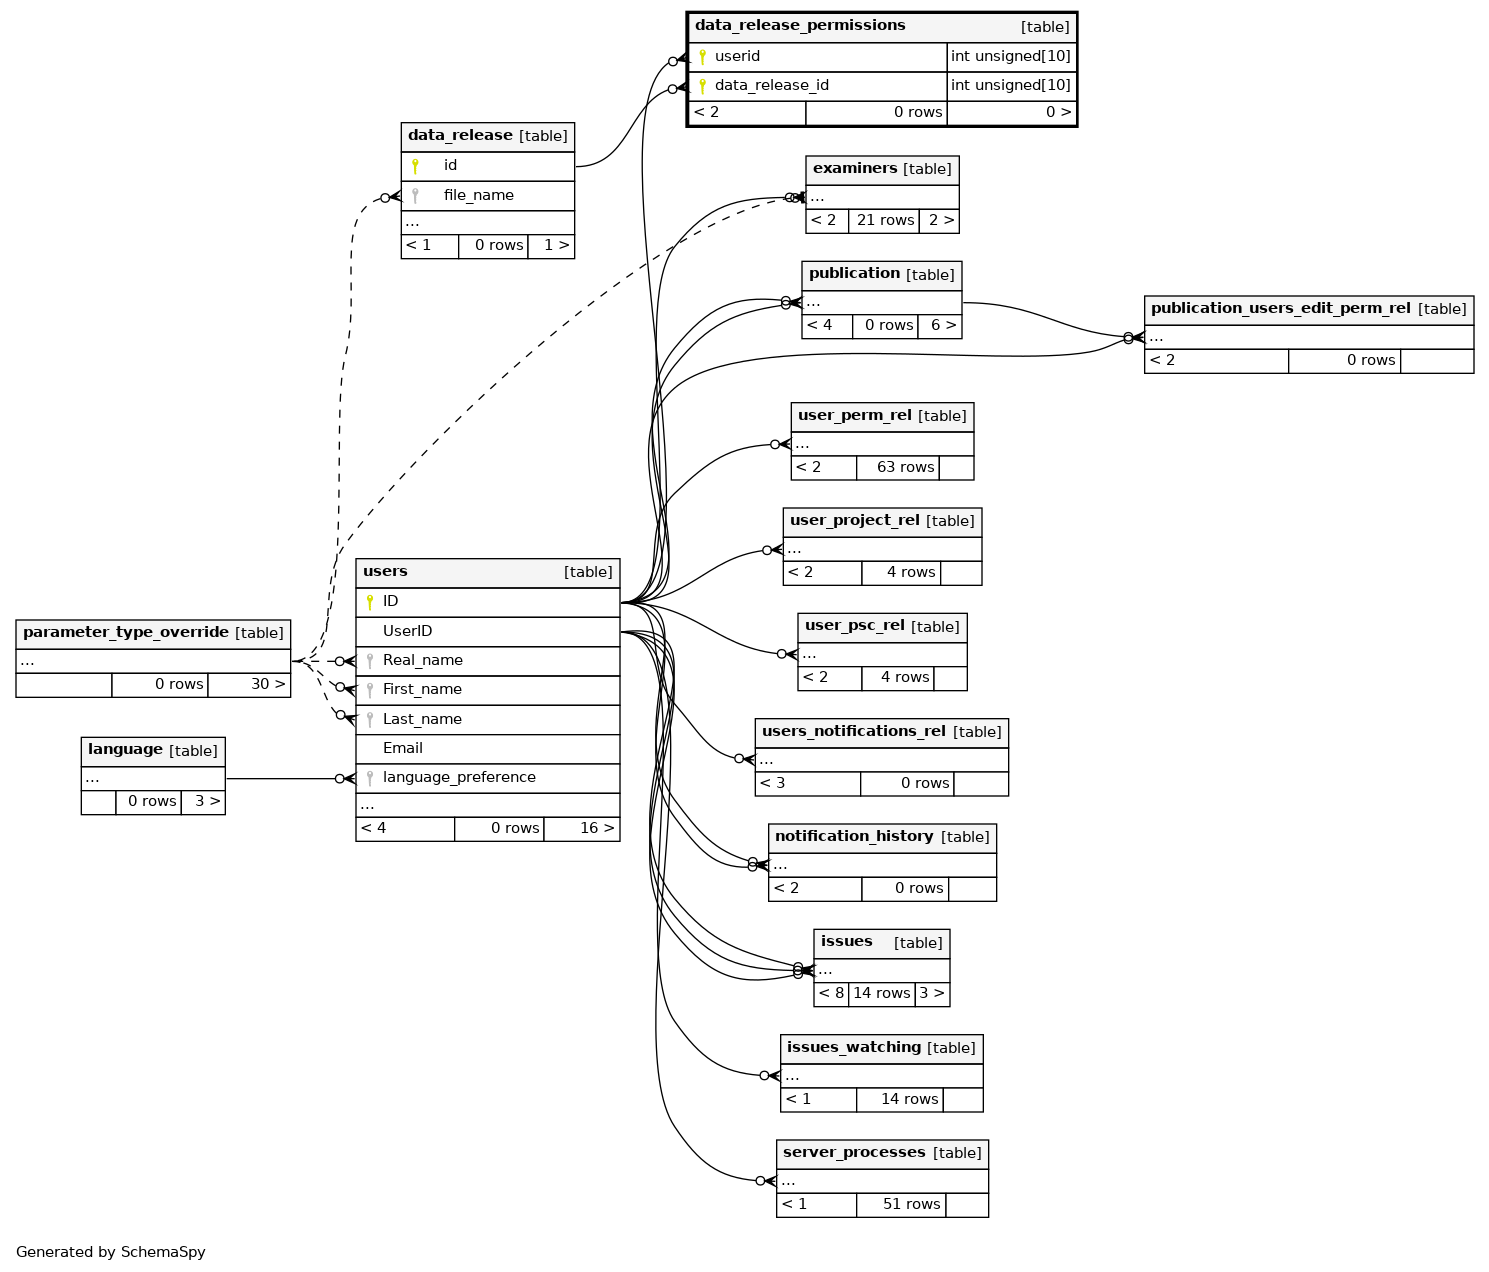 data_release_permissions [table]
userid int unsigned[10]
data_release_id int unsigned[10]
< 2 0 rows 0 >
data_release [table]
id
file_name
...
< 1 0 rows 1 >
examiners [table]
...
< 2 21 rows 2 >
publication [table]
...
< 4 0 rows 6 >
publication_users_edit_perm_rel [table]
...
< 2 0 rows
user_perm_rel [table]
...
< 2 63 rows
user_project_rel [table]
...
< 2 4 rows
users [table]
ID
UserID
Real_name
First_name
Last_name
Email
language_preference
...
< 4 0 rows 16 >
parameter_type_override [table]
...
0 rows 30 >
language [table]
...
0 rows 3 >
user_psc_rel [table]
...
< 2 4 rows
users_notifications_rel [table]
...
< 3 0 rows
notification_history [table]
...
< 2 0 rows
issues [table]
...
< 8 14 rows 3 >
issues_watching [table]
...
< 1 14 rows
server_processes [table]
...
< 1 51 rows
Generated by SchemaSpy